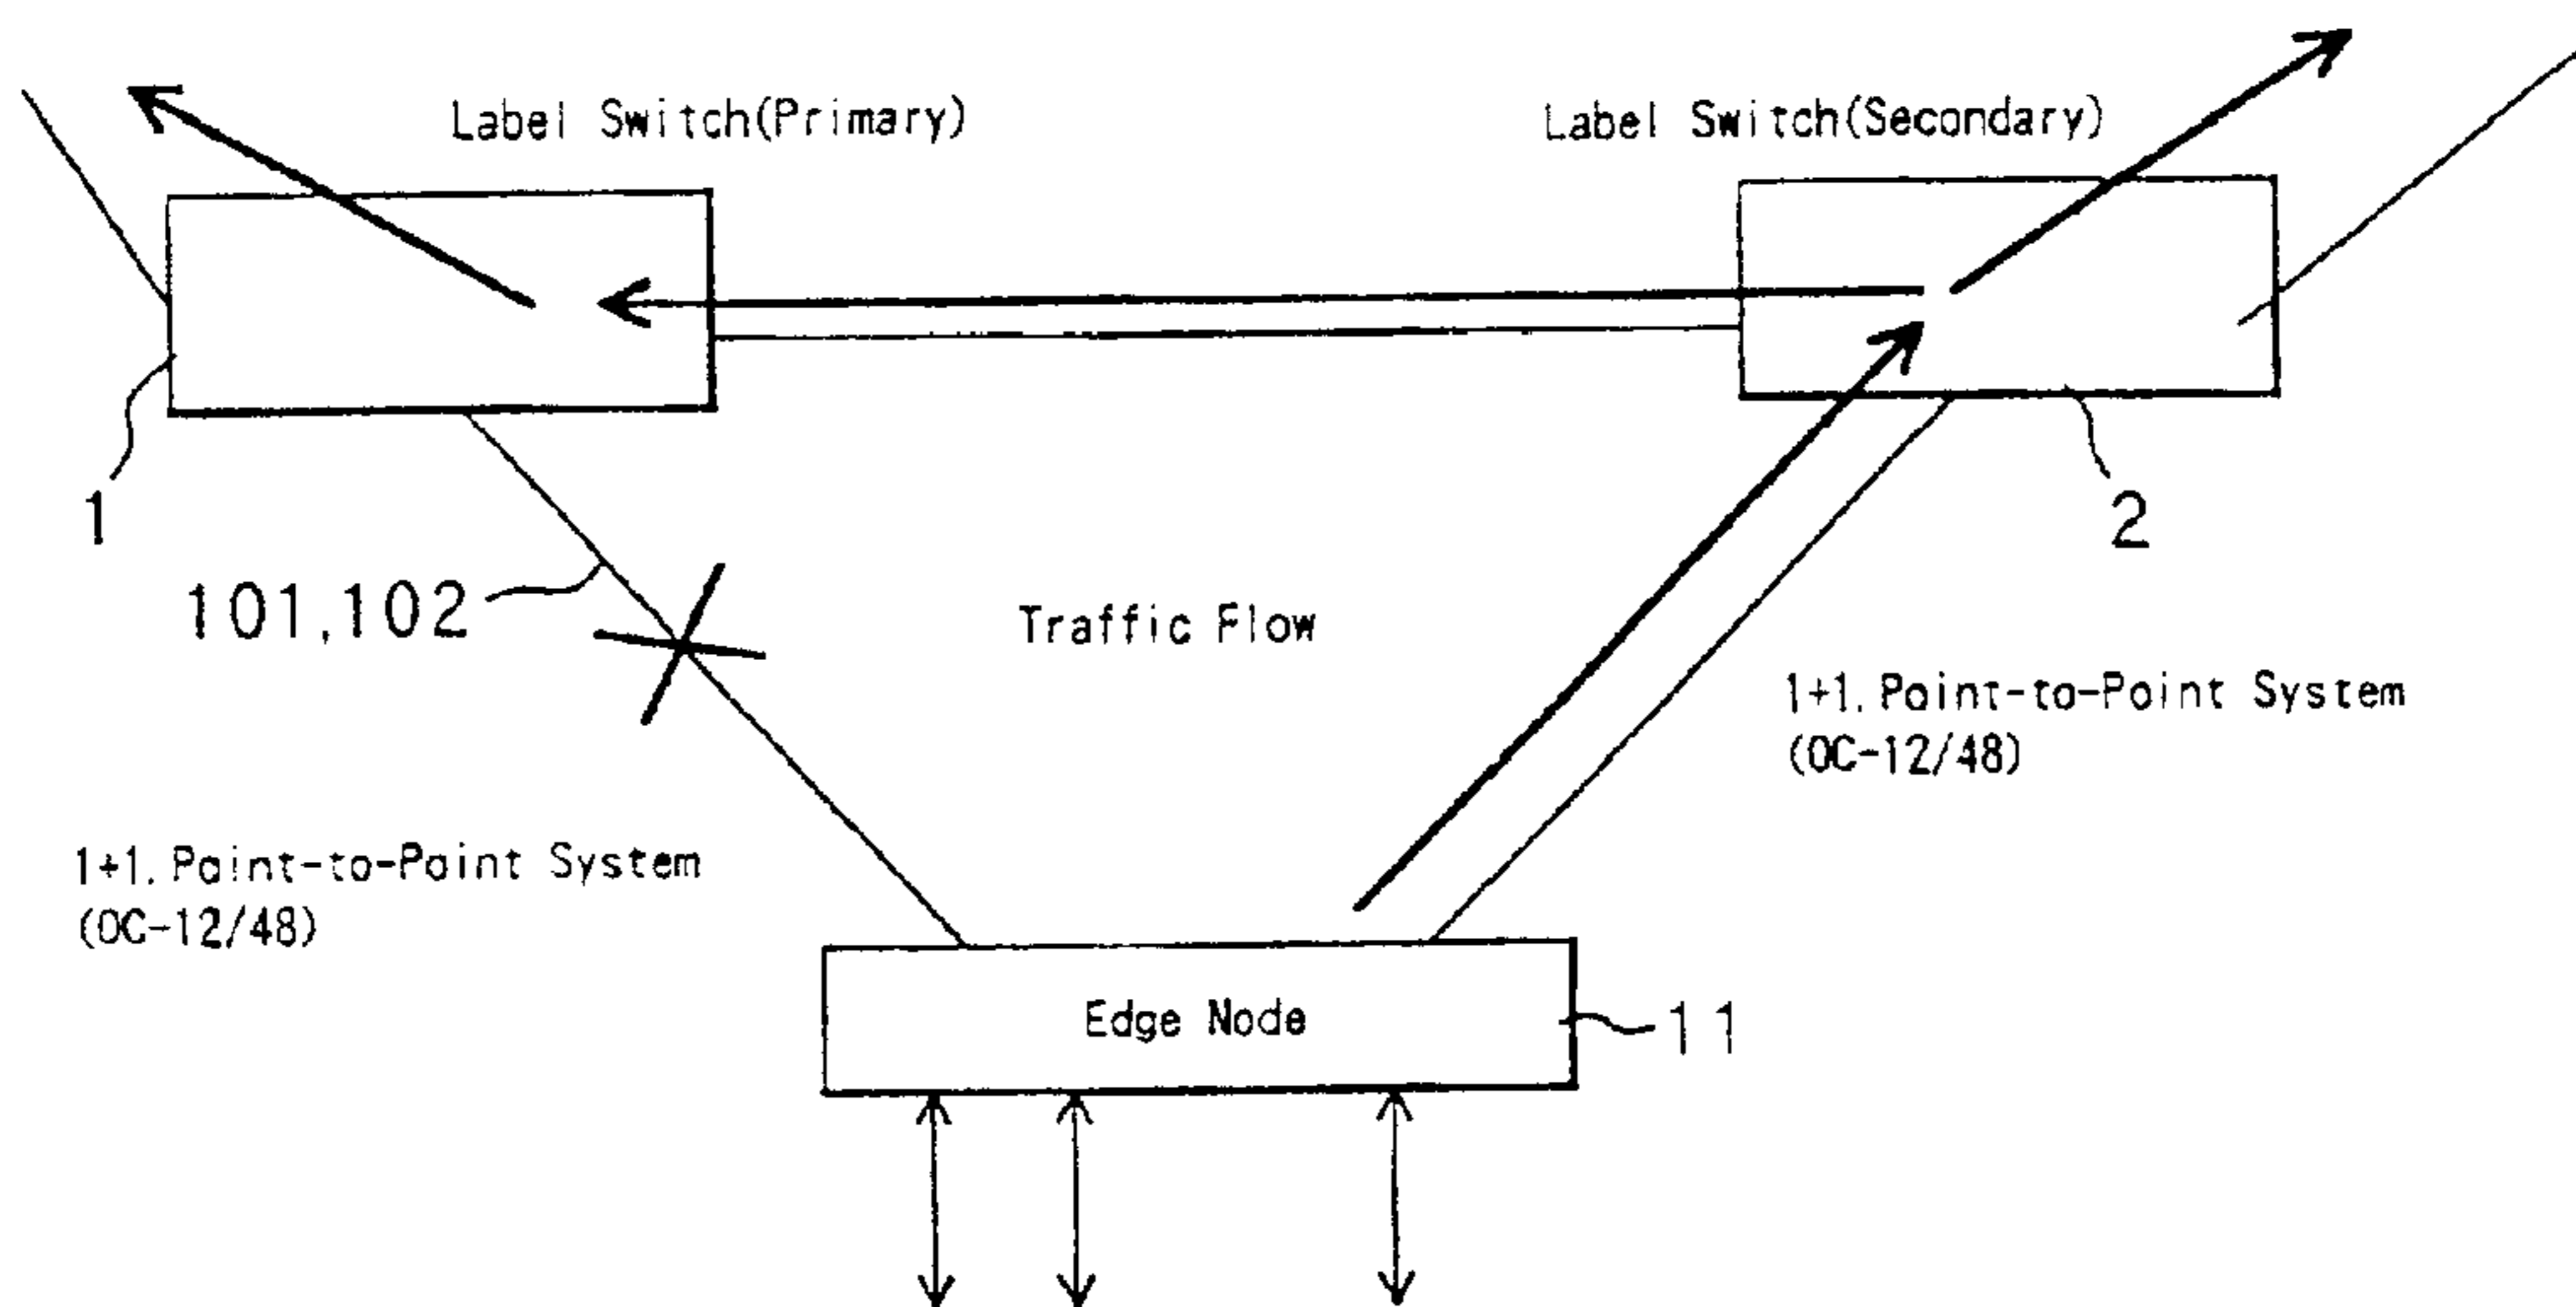 Label Switch(Primary)
Label Switch(Secondary)
1
2
101,102
Traffic Flow
1+1. Point-to-Point System
(OC-12/48)
1+1. Point-to-Point System
(OC-12/48)
Edge Node
11